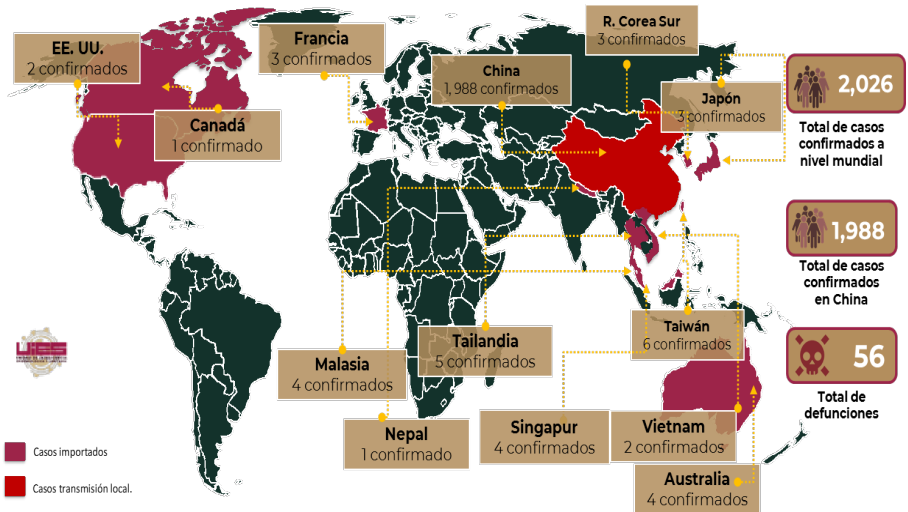 EE. UU.
2 confirmados
Francia
3 confirmados
R. Corea Sur
3 confirmados
China
1,988 confirmados
Japón
3 confirmados
Canadá
1 confirmado
2,026
Total de casos
confirmados a
nivel mundial
1,988
Total de casos
confirmados
en China
56
Total de
defunciones
Taiwán
6 confirmados
Tailandia
5 confirmados
Malasia
4 confirmados
Nepal
1 confirmado
Singapur
4 confirmados
Vietnam
2 confirmados
Australia
4 confirmados
UIES
Casos importados
Casos transmisión local.